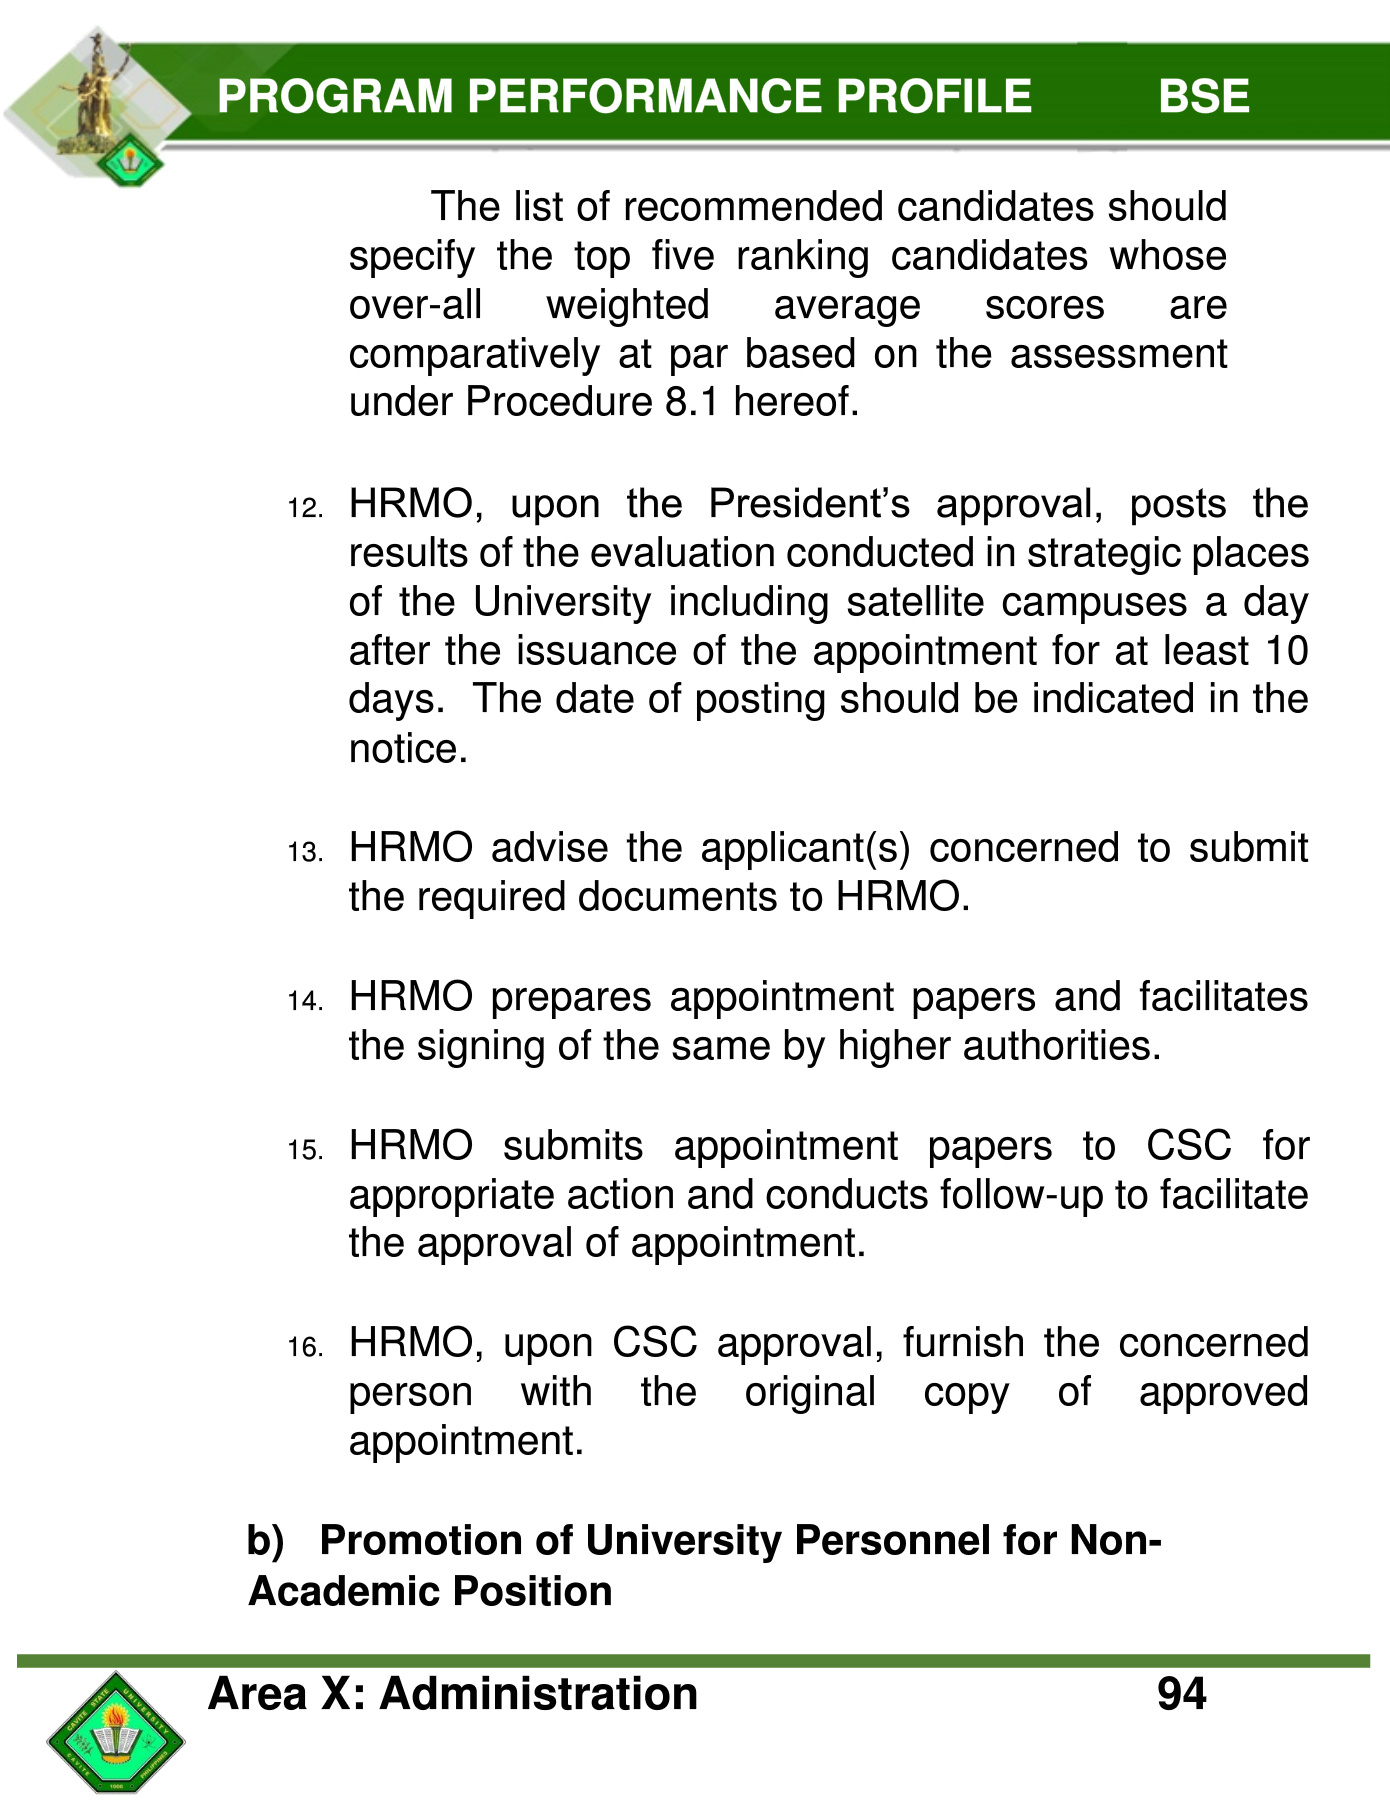 PROGRAM PERFORMANCE PROFILE BSE
The list of recommended candidates should
specify the top five ranking candidates whose
over-all weighted average scores are
comparatively at par based on the assessment
under Procedure 8.1 hereof.
12. HRMO, upon the President’s approval, posts the
results of the evaluation conducted in strategic places
of the University including satellite campuses a day
after the issuance of the appointment for at least 10
days. The date of posting should be indicated in the
notice.
13. HRMO advise the applicant(s) concerned to submit
the required documents to HRMO.
14. HRMO prepares appointment papers and facilitates
the signing of the same by higher authorities.
15. HRMO submits appointment papers to CSC for
appropriate action and conducts follow-up to facilitate
the approval of appointment.
16. HRMO, upon CSC approval, furnish the concerned
person with the original copy of approved
appointment.
b) Promotion of University Personnel for Non-
Academic Position
Area X: Administration 94
CAVITE STATE UNIVERSITY
CAVITE PHILIPPINES
1906